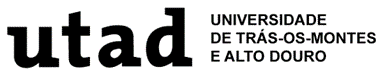 utad
UNIVERSIDADE
DE TRÁS-OS-MONTES
E ALTO DOURO